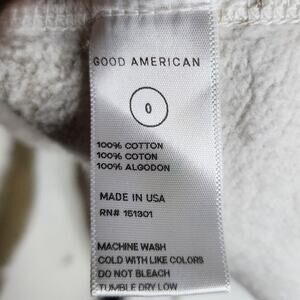 GOOD AMERICAN
0
100% COTTON
100% COTON
100% ALGODON
MADE IN USA
RN# 151301
MACHINE WASH
COLD WITH LIKE COLORS
DO NOT BLEACH
TUMBLE DRY LOW